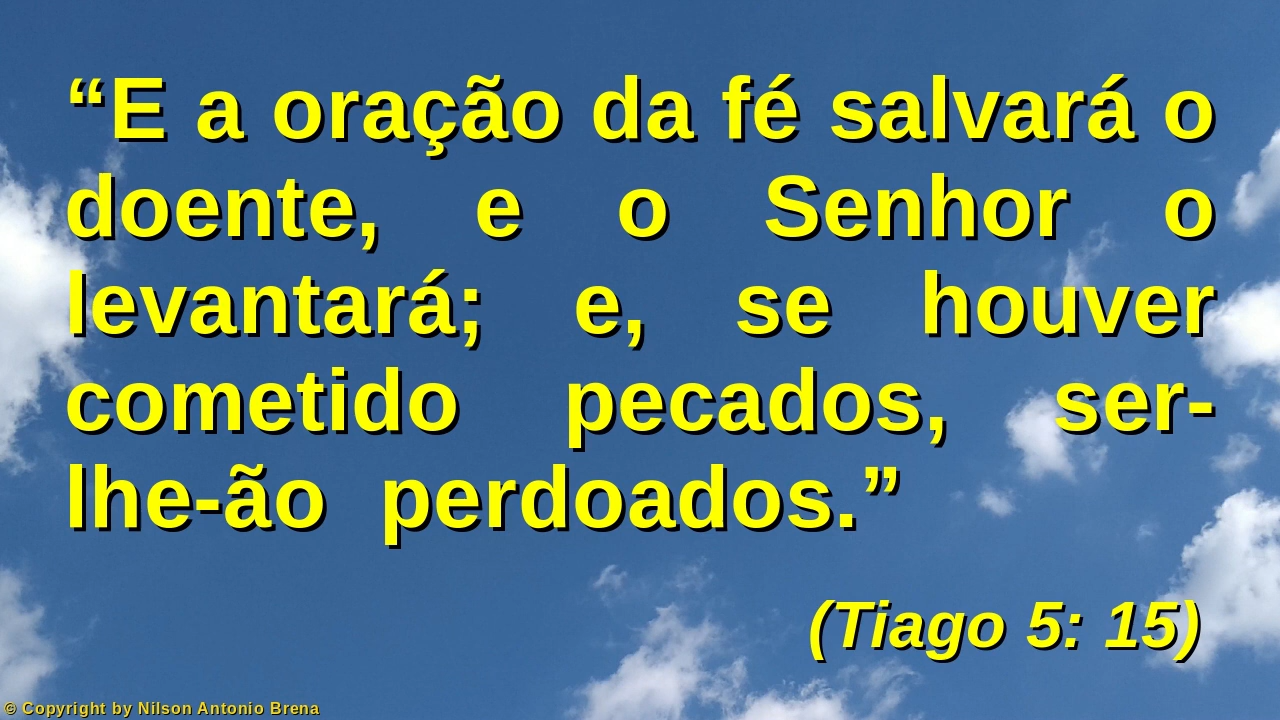 “E a oração da fé salvará o
doente, e o Senhor o
levantará; e, se houver
cometido pecados, ser-
lhe-ão perdoados.”
(Tiago 5: 15)
© Copyright by Nilson Antonio Brena